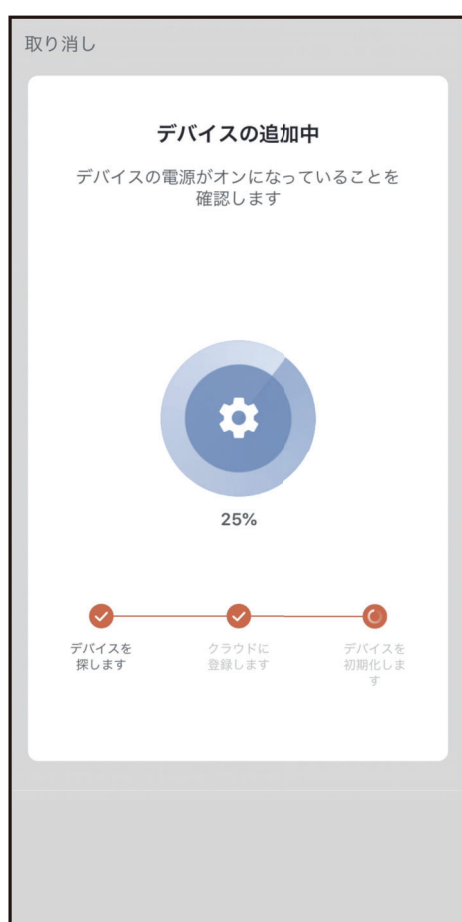 取り消し
デバイスの追加中
デバイスの電源がオンになっていることを
確認します
25%
デバイスを
探します
クラウドに
登録します
デバイスを
初期化しま
す